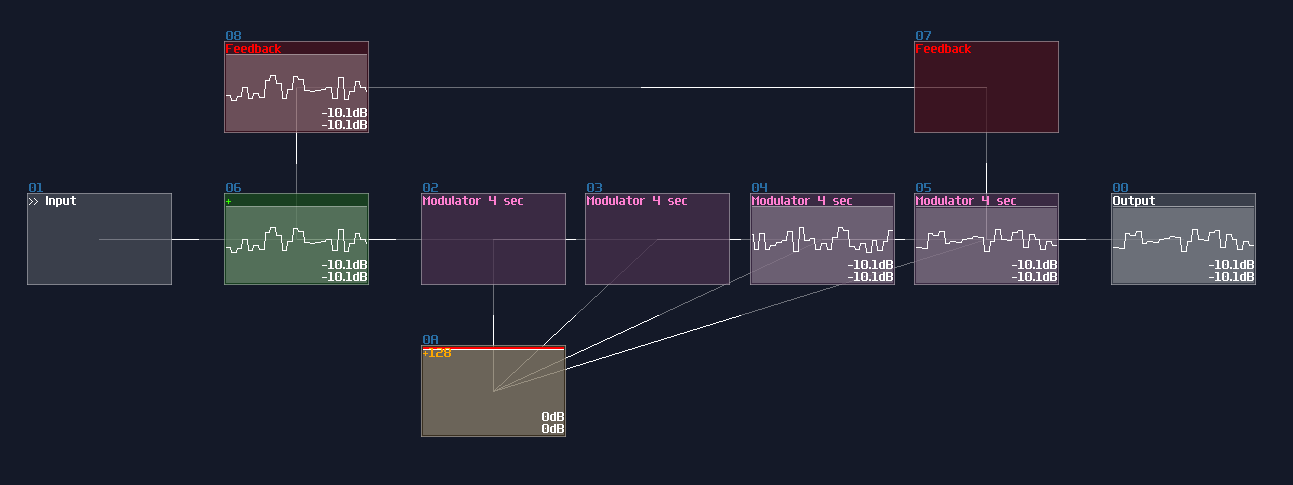 08
Feedback
-10.1dB
-10.1dB
07
Feedback
01
>> Input
06
+
-10.1dB
-10.1dB
02
Modulator 4 sec
03
Modulator 4 sec
04
Modulator 4 sec
-10.1dB
-10.1dB
05
Modulator 4 sec
-10.1dB
-10.1dB
00
Output
-10.1dB
-10.1dB
0A
+128
0dB
0dB